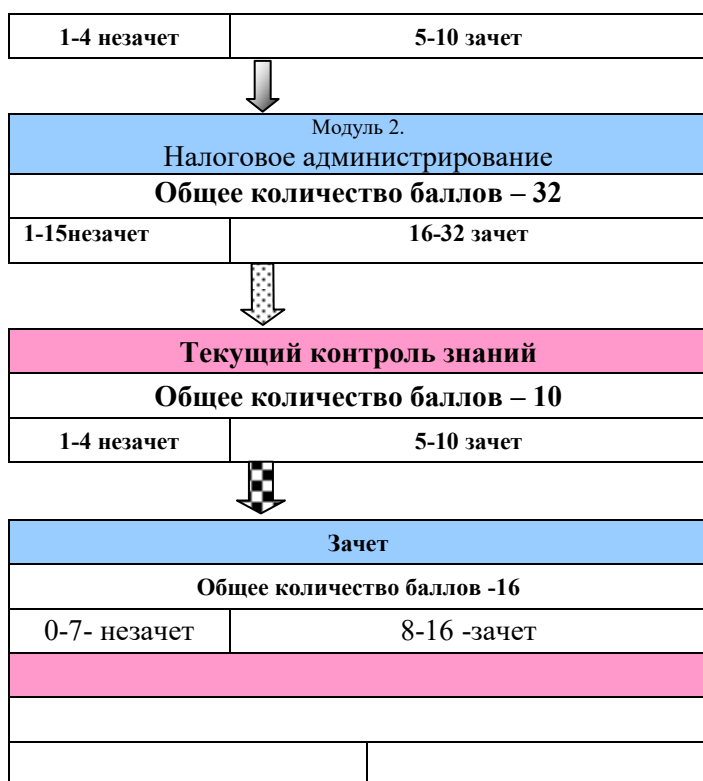 1-4 незачет 5-10 зачет
Модуль 2.
Налоговое администрирование
Общее количество баллов – 32
1-15незачет 16-32 зачет
Текущий контроль знаний
Общее количество баллов – 10
1-4 незачет 5-10 зачет
Зачет
Общее количество баллов -16
0-7- незачет 8-16 -зачет